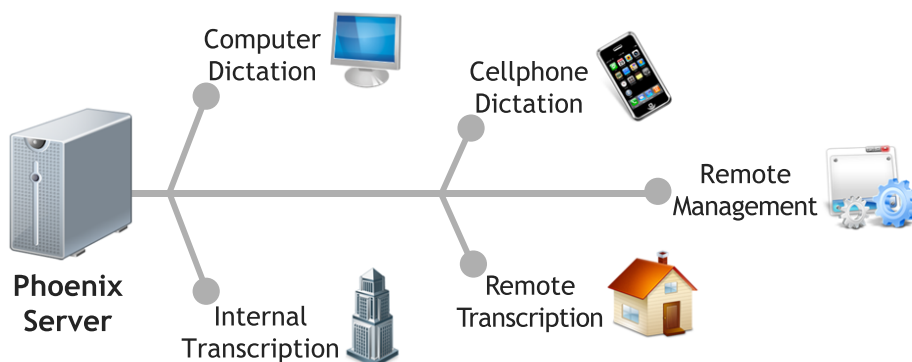 Computer
Dictation
Cellphone
Dictation
Remote
Management
Phoenix
Server
Internal
Transcription
Remote
Transcription